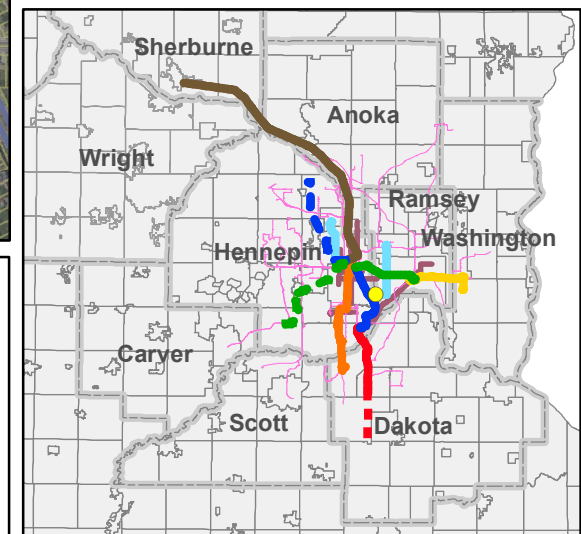 Sherburne
Anoka
Wright
Ramsey
Washington
Hennepin
Carver
Scott
Dakota